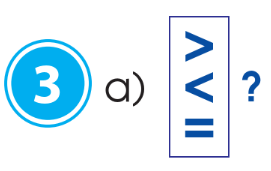 3 a) > < = ?